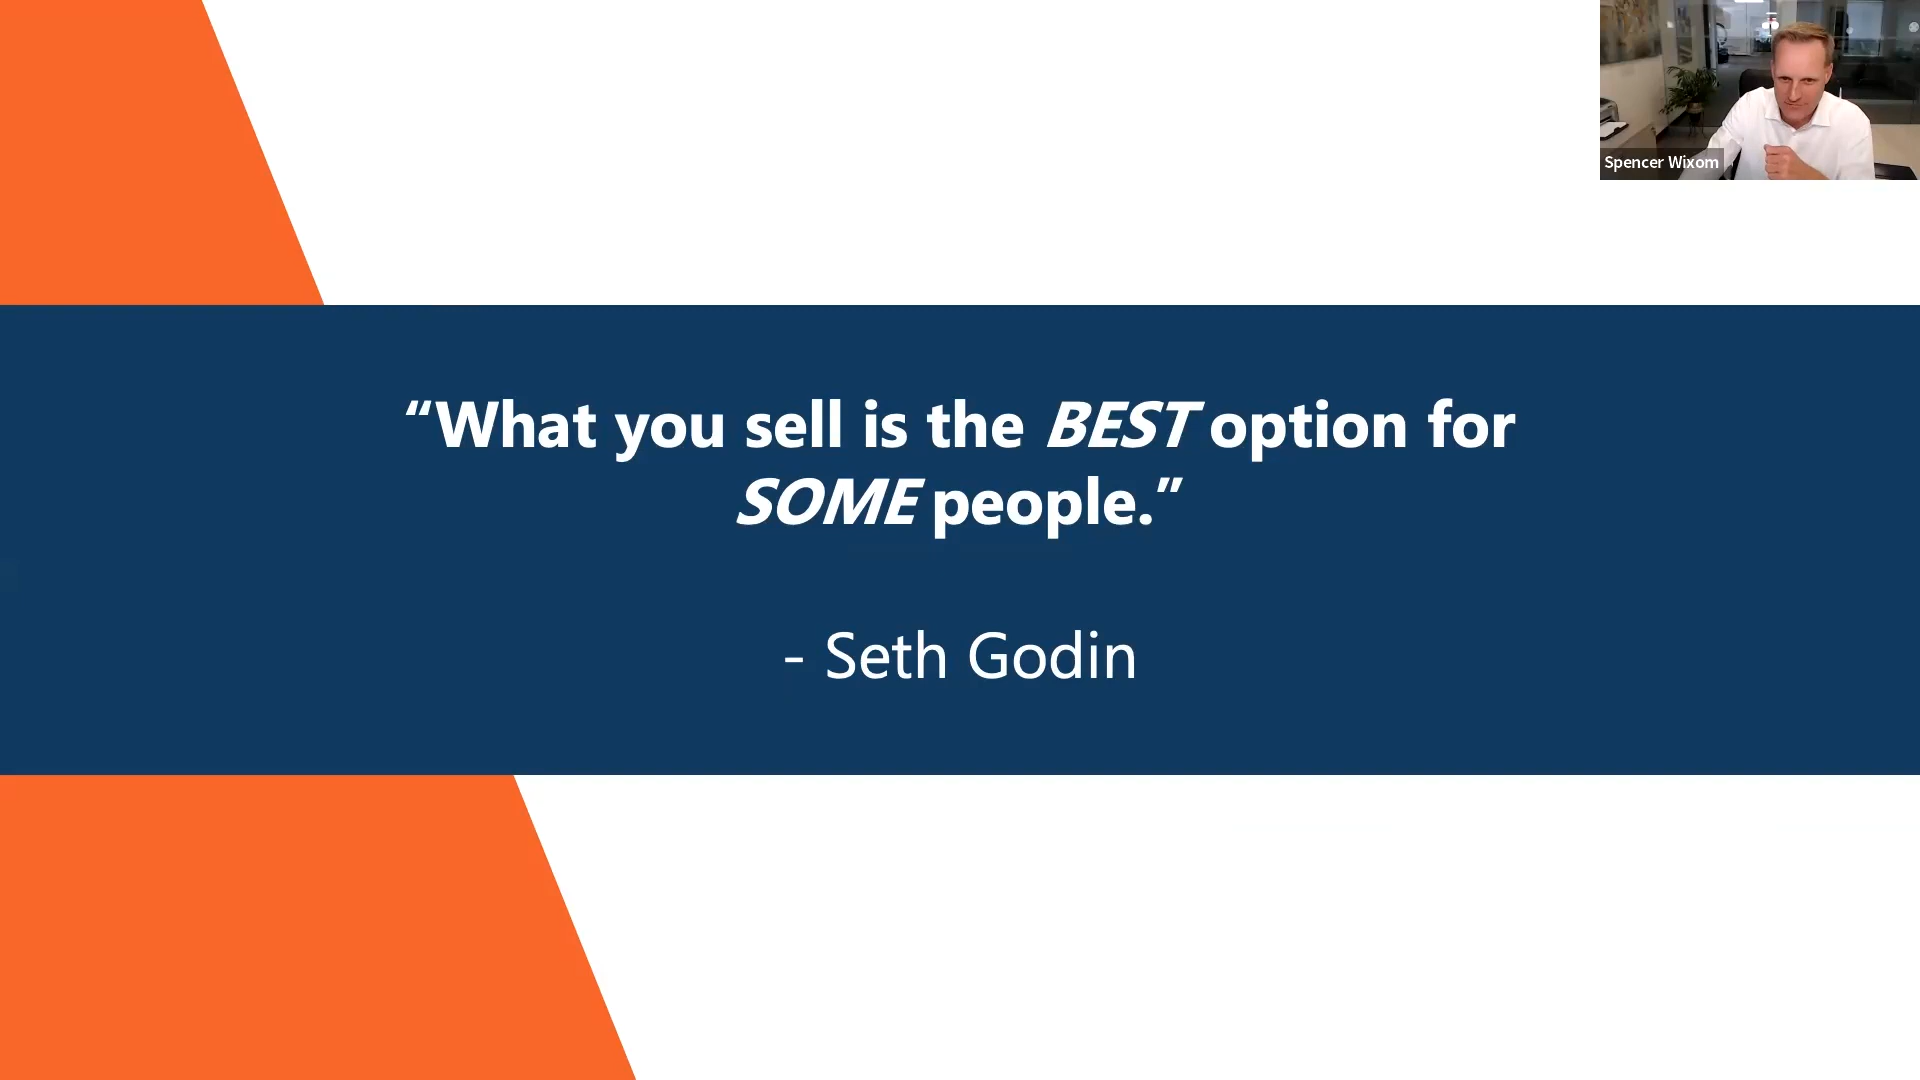 Spencer Wixom
“What you sell is the BEST option for
SOME people.”
- Seth Godin